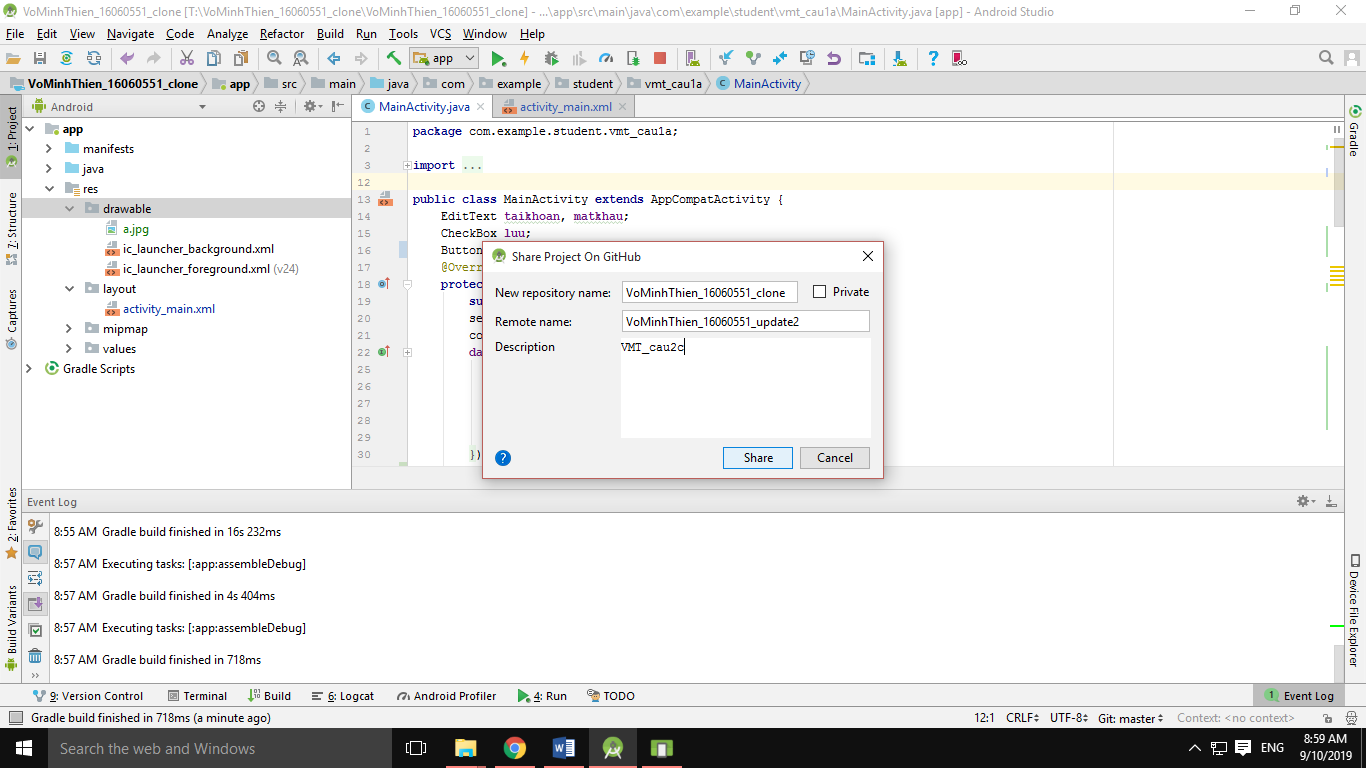 VoMinhThien_16060551_clone [T:\VoMinhThien_16060551_clone\VoMinhThien_16060551_clone] - ...\app\src\main\java\com\example\student\vmt_cau1a\MainActivity.java [app] - Android Studio
File Edit View Navigate Code Analyze Refactor Build Run Tools VCS Window Help
app
VoMinhThien_16060551_clone app src main java com example student vmt_cau1a MainActivity
1: Project
7: Structure
Captures
2: Favorites
Build Variants
Android
app
manifests
java
res
drawable
a.jpg
ic_launcher_background.xml
ic_launcher_foreground.xml (v24)
layout
activity_main.xml
mipmap
values
Gradle Scripts
MainActivity.java activity_main.xml
1 package com.example.student.vmt_cau1a;
2
3 import ...
12
13 public class MainActivity extends AppCompatActivity {
14 EditText taikhoan, matkhau;
15 CheckBox luu;
16 Button
17 @Overr
18 protec
19 su
20 se
21 co
22 da
25
26
27
28
29
30 })
Share Project On GitHub
New repository name: VoMinhThien_16060551_clone Private
Remote name: VoMinhThien_16060551_update2
Description VMT_cau2c
? Share Cancel
Gradle
Device File Explorer
Event Log
8:55 AM Gradle build finished in 16s 232ms
8:57 AM Executing tasks: [:app:assembleDebug]
8:57 AM Gradle build finished in 4s 404ms
8:57 AM Executing tasks: [:app:assembleDebug]
8:57 AM Gradle build finished in 718ms
9: Version Control Terminal Build 6: Logcat Android Profiler 4: Run TODO 1 Event Log
Gradle build finished in 718ms (a minute ago) 12:1 CRLF UTF-8 Git: master Context: <no context>
Search the web and Windows ENG 8:59 AM
9/10/2019